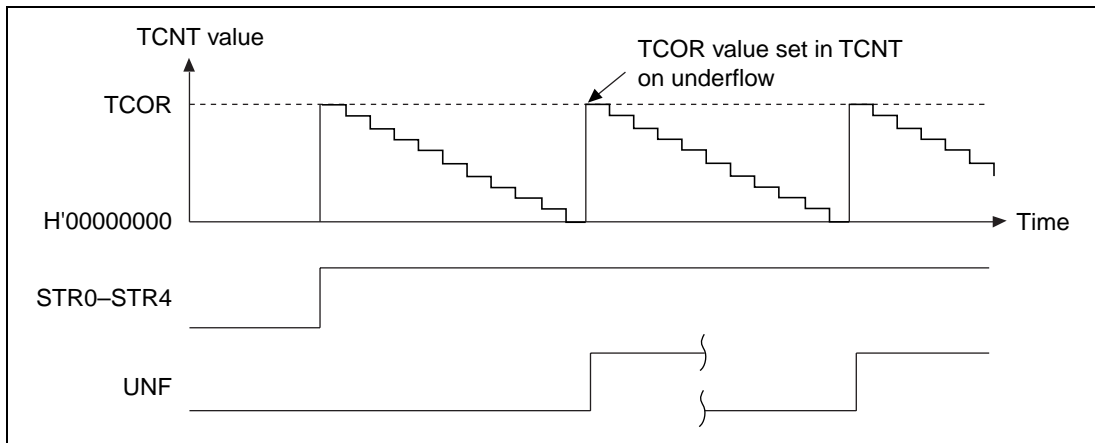 TCNT value
TCOR value set in TCNT
on underflow
TCOR
H'00000000
Time
STR0–STR4
UNF